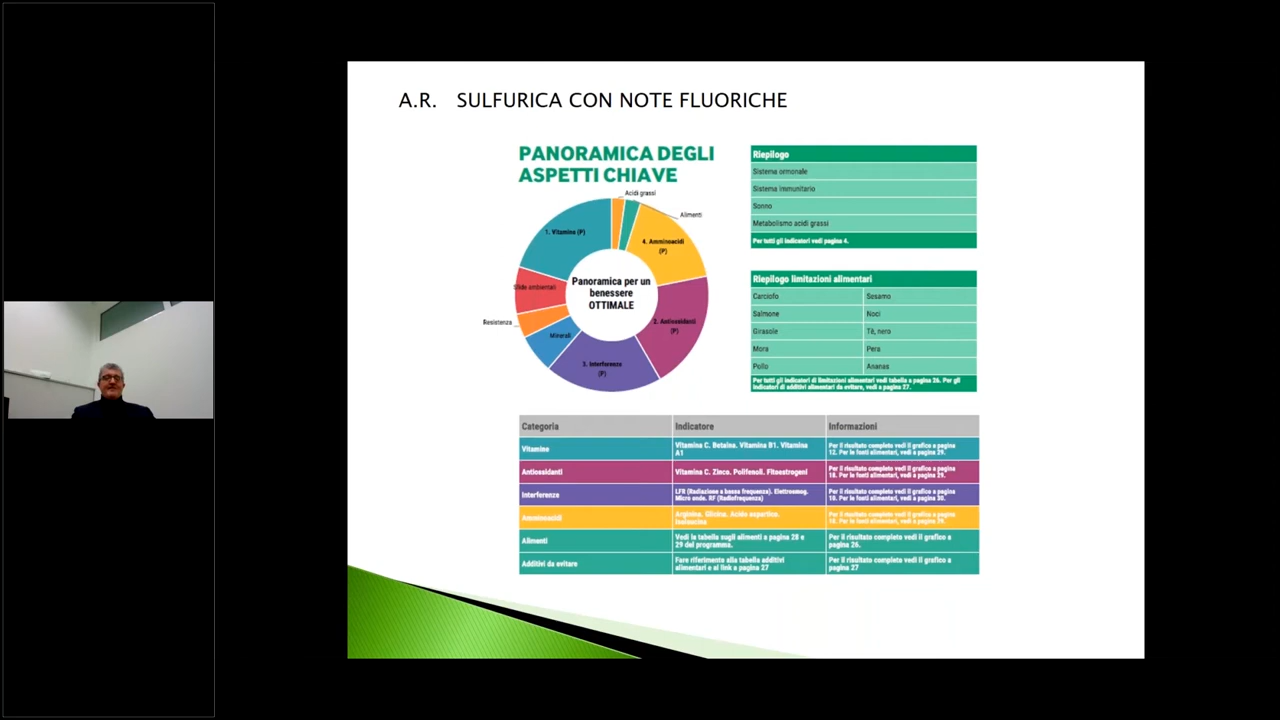 A.R. SULFURICA CON NOTE FLUORICHE
PANORAMICA DEGLI
ASPETTI CHIAVE
Acidi grassi
Alimenti
1. Vitamine (P)
4. Amminoacidi
(P)
Sfide ambientali
Panoramica per un
benessere
OTTIMALE
Resistenza
Minerali
2. Antiossidanti
(P)
3. Interferenze
(P)
Riepilogo
Sistema ormonale
Sistema immunitario
Sonno
Metabolismo acidi grassi
Per tutti gli indicatori vedi pagina 4.
Riepilogo limitazioni alimentari
Carciofo Sesamo
Salmone Noci
Girasole Tè, nero
Mora Pera
Pollo Ananas
Per tutti gli indicatori di limitazioni alimentari vedi tabella a pagina 26. Per gli
indicatori di additivi alimentari da evitare, vedi a pagina 27.
Categoria Indicatore Informazioni
Vitamine
Vitamina C. Betaina. Vitamina B1. Vitamina
A1
Per il risultato completo vedi il grafico a pagina
12. Per le fonti alimentari, vedi a pagina 29.
Antiossidanti
Vitamina C. Zinco. Polifenoli. Fitoestrogeni
Per il risultato completo vedi il grafico a pagina
18. Per le fonti alimentari, vedi a pagina 29.
Interferenze
LFR (Radiazione a bassa frequenza). Elettrosmog.
Micro onde. RF (Radiofrequenza)
Per il risultato completo vedi il grafico a pagina
Per le fonti alimentari, vedi a pagina 30.
Amminoacidi
Arginina. Glicina. Acido aspartico.
Isoleucina
Per il risultato completo vedi il grafico a pagina
Per le fonti alimentari, vedi a pagina
Alimenti
Vedi la tabella sugli alimenti a pagina 28 e
29 del programma.
Per il risultato completo vedi il grafico a
pagina 26.
Additivi da evitare
Fare riferimento alla tabella additivi
alimentari e ai link a pagina 27
Per il risultato completo vedi il grafico a
pagina 27